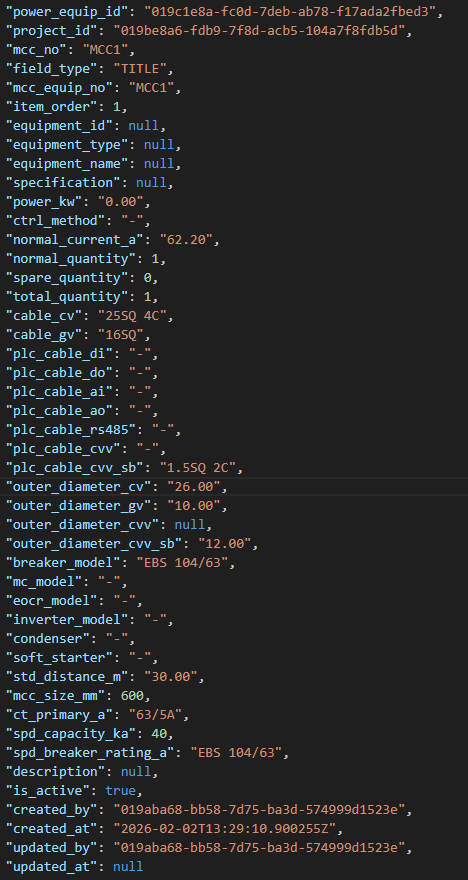 "power_equip_id": "019c1e8a-fc0d-7deb-ab78-f17ada2fbed3",
"project_id": "019be8a6-fdb9-7f8d-acb5-104a7f8fdb5d",
"mcc_no": "MCC1",
"field_type": "TITLE",
"mcc_equip_no": "MCC1",
"item_order": 1,
"equipment_id": null,
"equipment_type": null,
"equipment_name": null,
"specification": null,
"power_kw": "0.00",
"ctrl_method": "-",
"normal_current_a": "62.20",
"normal_quantity": 1,
"spare_quantity": 0,
"total_quantity": 1,
"cable_cv": "25SQ 4C",
"cable_gv": "16SQ",
"plc_cable_di": "-",
"plc_cable_do": "-",
"plc_cable_ai": "-",
"plc_cable_ao": "-",
"plc_cable_rs485": "-",
"plc_cable_cvv": "-",
"plc_cable_cvv_sb": "1.5SQ 2C",
"outer_diameter_cv": "26.00",
"outer_diameter_gv": "10.00",
"outer_diameter_cvv": null,
"outer_diameter_cvv_sb": "12.00",
"breaker_model": "EBS 104/63",
"mc_model": "-",
"eocr_model": "-",
"inverter_model": "-",
"condenser": "-",
"soft_starter": "-",
"std_distance_m": "30.00",
"mcc_size_mm": 600,
"ct_primary_a": "63/5A",
"spd_capacity_ka": 40,
"spd_breaker_rating_a": "EBS 104/63",
"description": null,
"is_active": true,
"created_by": "019aba68-bb58-7d75-ba3d-574999d1523e",
"created_at": "2026-02-02T13:29:10.900255Z",
"updated_by": "019aba68-bb58-7d75-ba3d-574999d1523e",
"updated_at": null